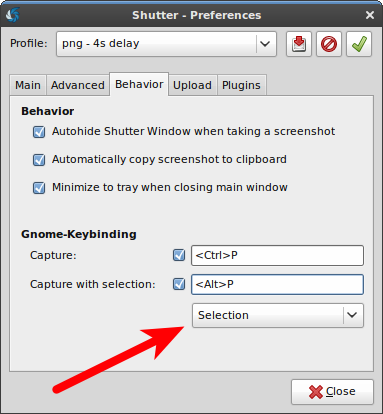 Shutter - Preferences
Profile: png - 4s delay
Main Advanced Behavior Upload Plugins
Behavior
Autohide Shutter Window when taking a screenshot
Automatically copy screenshot to clipboard
Minimize to tray when closing main window
Gnome-Keybinding
Capture: <Ctrl>P
Capture with selection: <Alt>P
Selection
Close